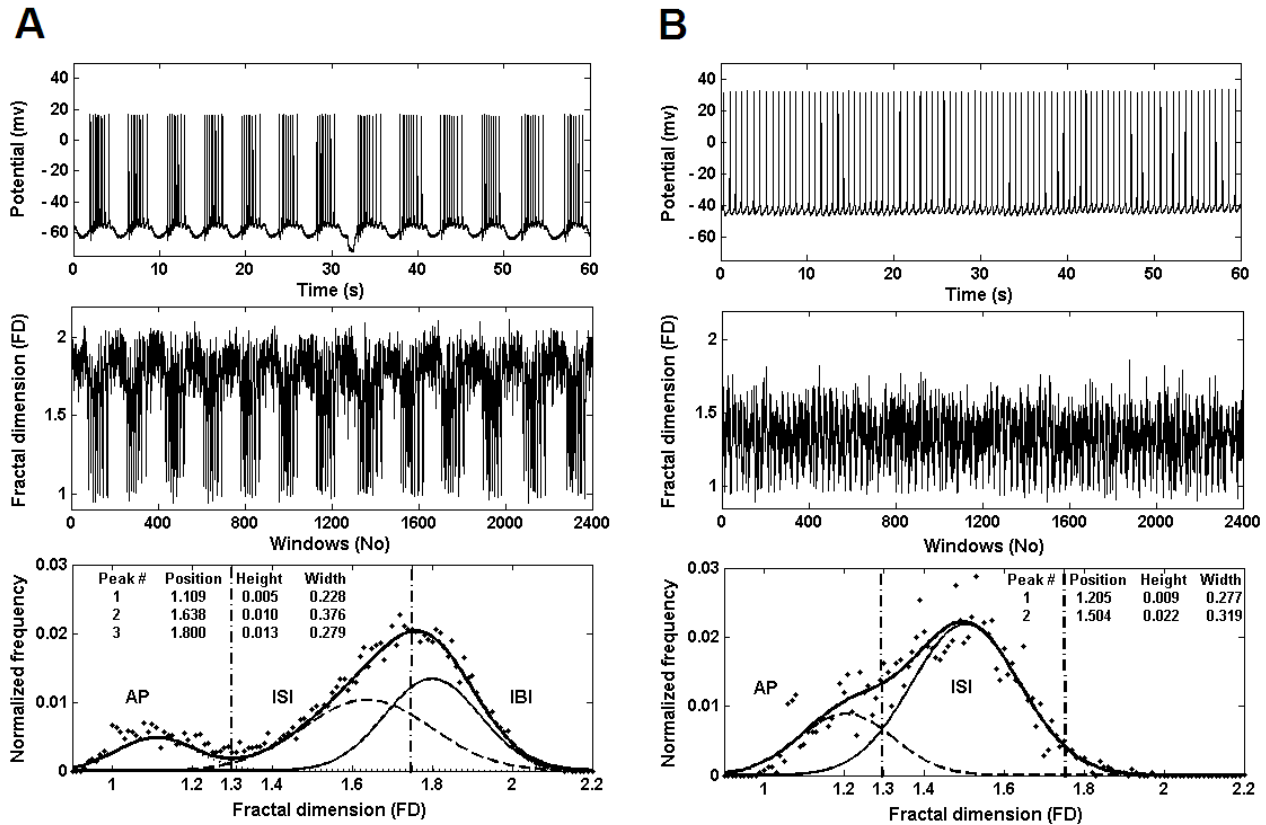 A
Potential (mv)
40
20
0
- 20
- 40
- 60
0 10 20 30 40 50 60
Time (s)
Fractal dimension (FD)
2
1.5
1
0 400 800 1200 1600 2000 2400
Windows (No)
Normalized frequency
0.03
0.02
0.01
0
Peak # Position Height Width
1 1.109 0.005 0.228
2 1.638 0.010 0.376
3 1.800 0.013 0.279
AP ISI IBI
1 1.2 1.3 1.4 1.6 1.8 2 2.2
Fractal dimension (FD)
B
Potential (mv)
40
20
0
- 20
- 40
- 60
0 10 20 30 40 50 60
Time (s)
Fractal dimension (FD)
2
1.5
1
0 400 800 1200 1600 2000 2400
Windows (No)
Normalized frequency
0.03
0.02
0.01
0
Peak # Position Height Width
1 1.205 0.009 0.277
2 1.504 0.022 0.319
AP ISI
1 1.2 1.3 1.4 1.6 1.8 2 2.2
Fractal dimension (FD)